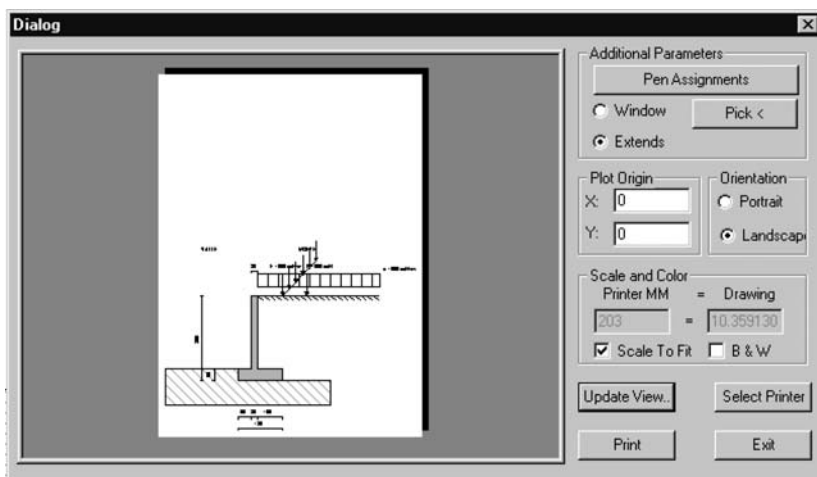 Dialog
Additional Parameters
Pen Assignments
Window
Pick <
Extends
Plot Origin
X: 0
Y: 0
Orientation
Portrait
Landscap
Scale and Color
Printer MM = Drawing
203 = 10.359130
Scale To Fit
B & W
Update View..
Select Printer
Print
Exit